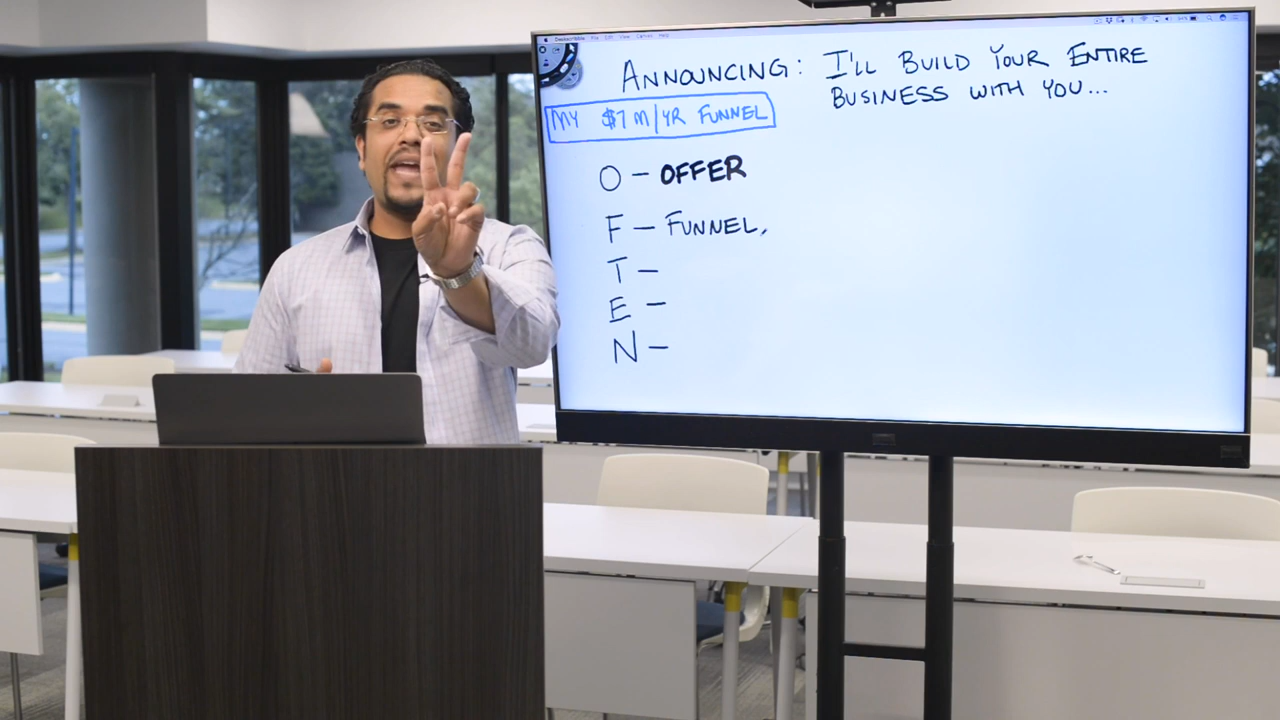 ANNOUNCING: I'LL BUILD YOUR ENTIRE
BUSINESS WITH YOU...
MY $7M/YR FUNNEL
O – OFFER
F – FUNNEL,
T –
E –
N –